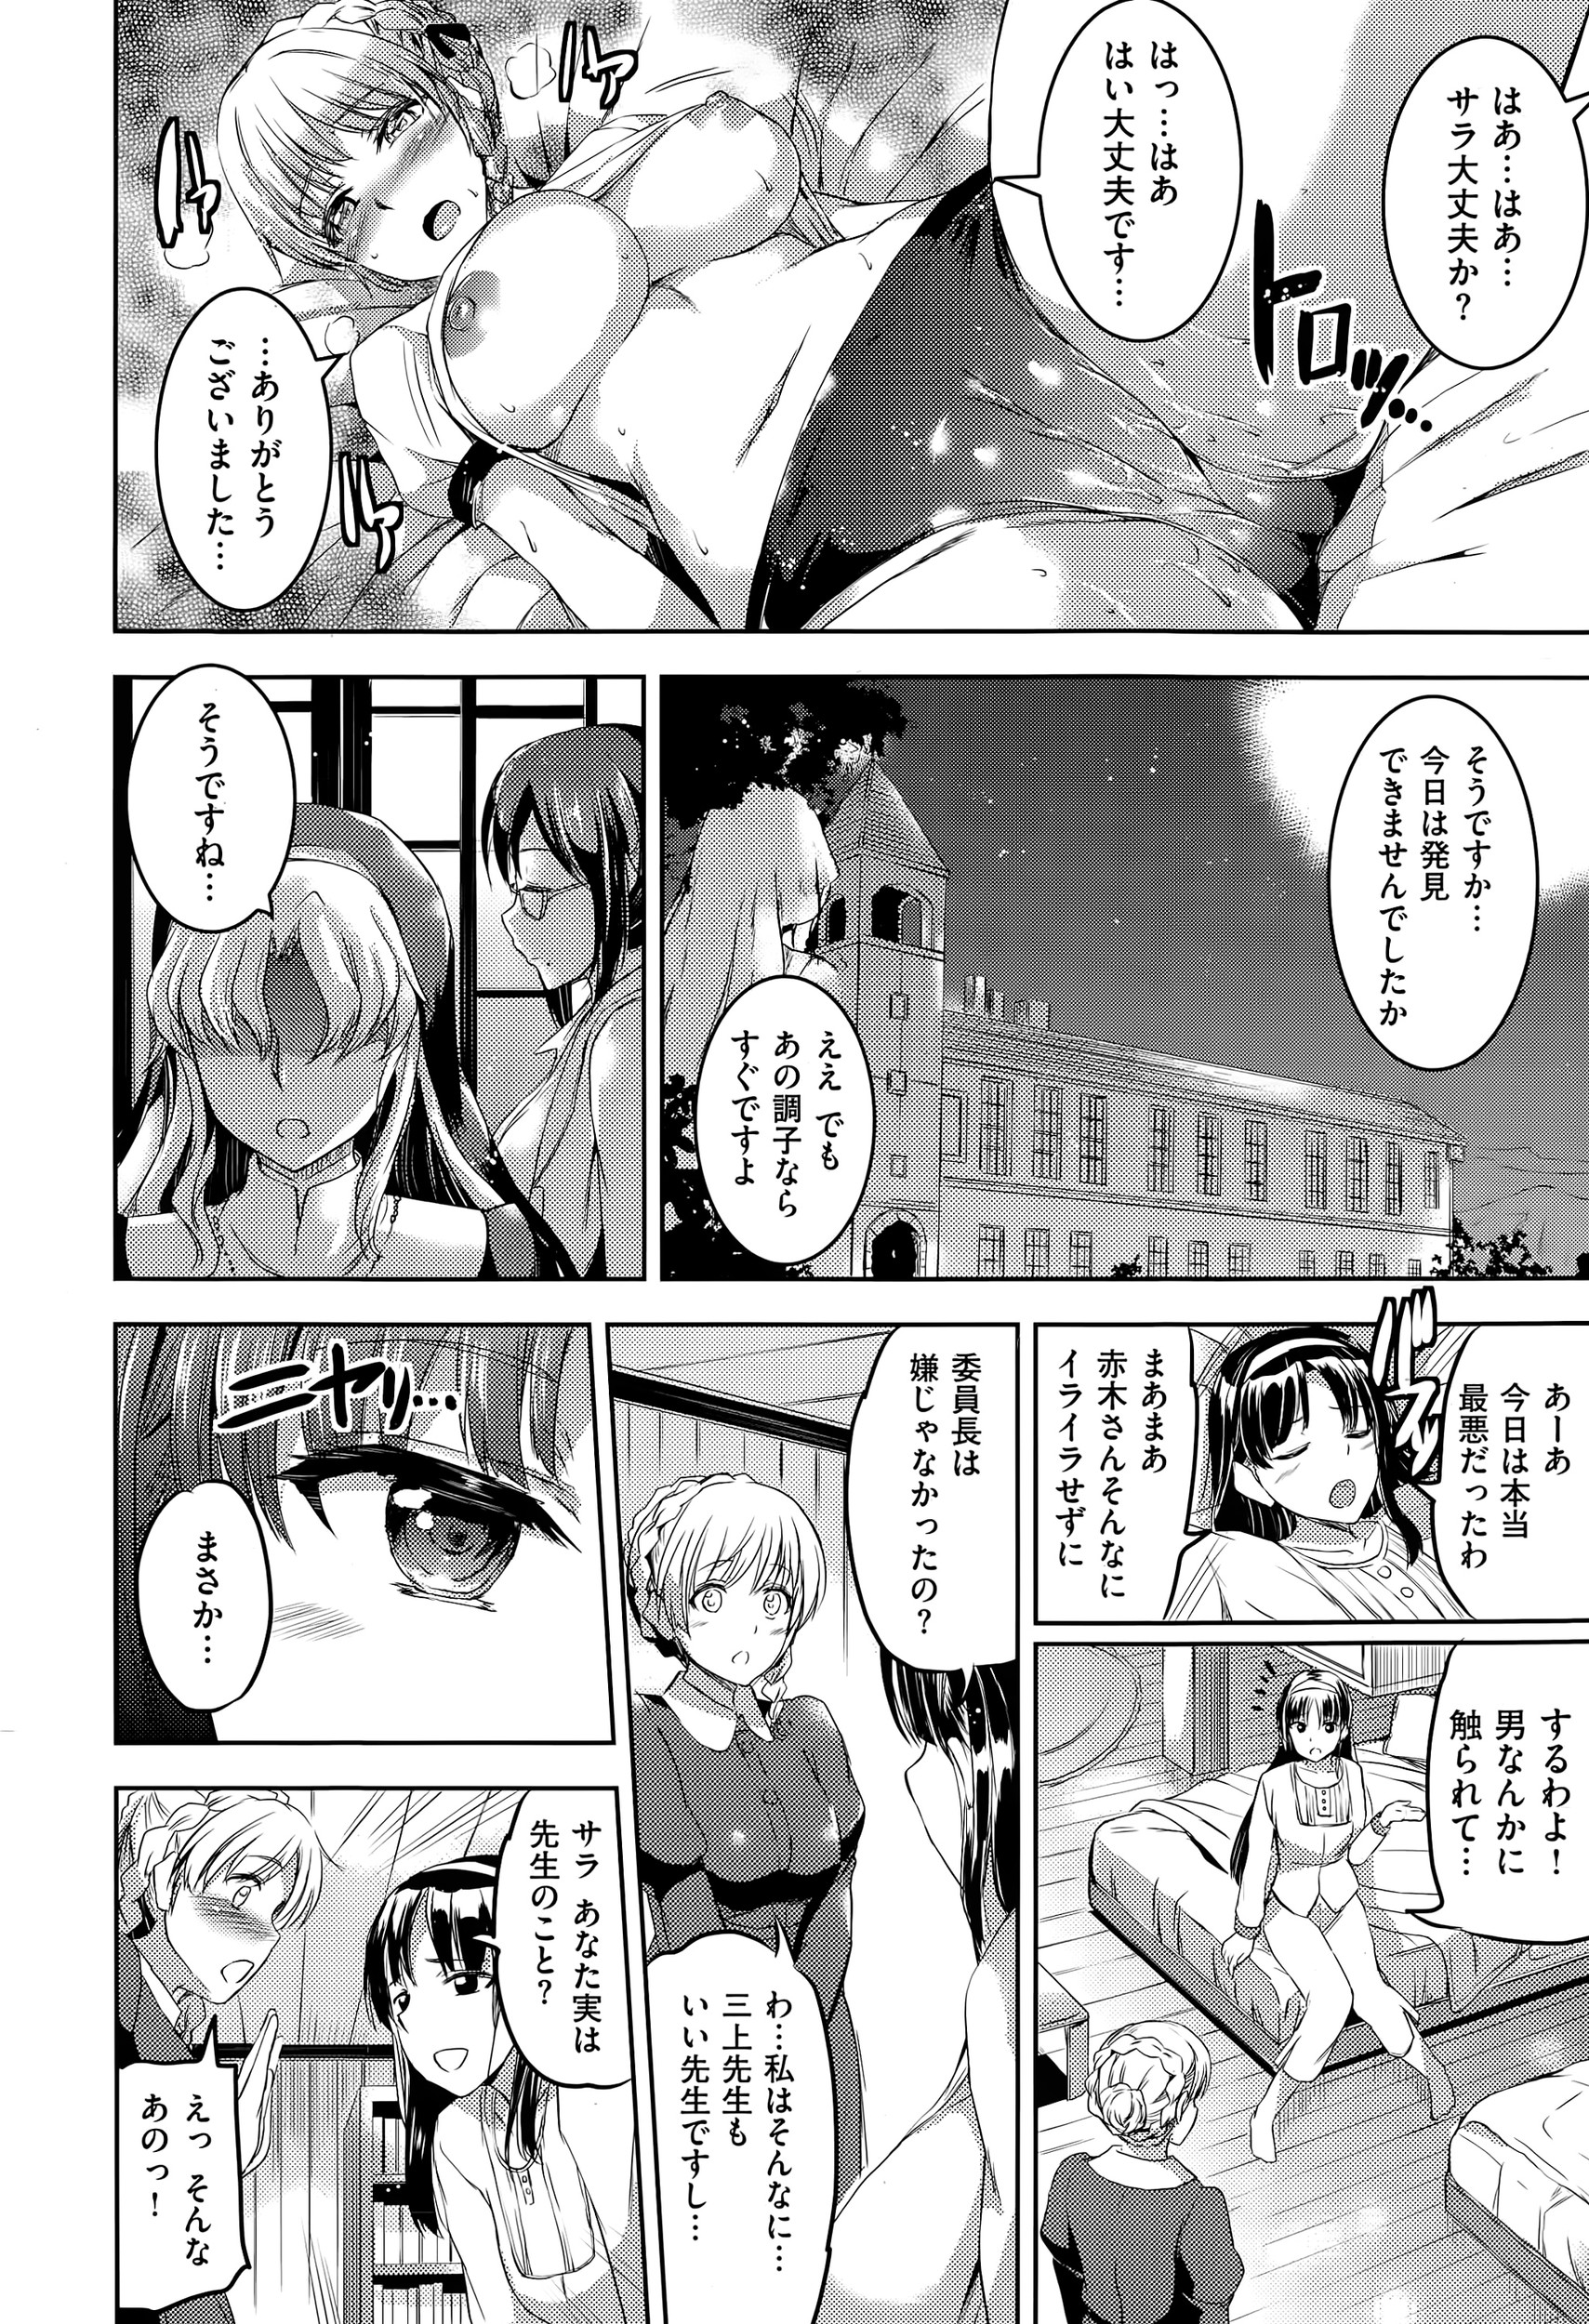 はあ…はあ…
サラ大丈夫か?
はっ…はあ
はい大丈夫です…
…ありがとう
ございました…
ハァ
ハァ
ハァ
トロッ…
そうですか…
今日は発見
できませんでしたか
ええ でも
あの調子なら
すぐですよ
そうですね…
あーあ
今日は本当
最悪だったわ
まあまあ
赤木さんそんなに
イライラせずに
するわよ!
男なんかに
触られて…
委員長は
嫌じゃなかったの?
わ…私はそんなに…
三上先生も
いい先生ですし…
ニヤリ…
まさか…
サラ あなた実は
先生のこと?
えっ そんな
あのっ!